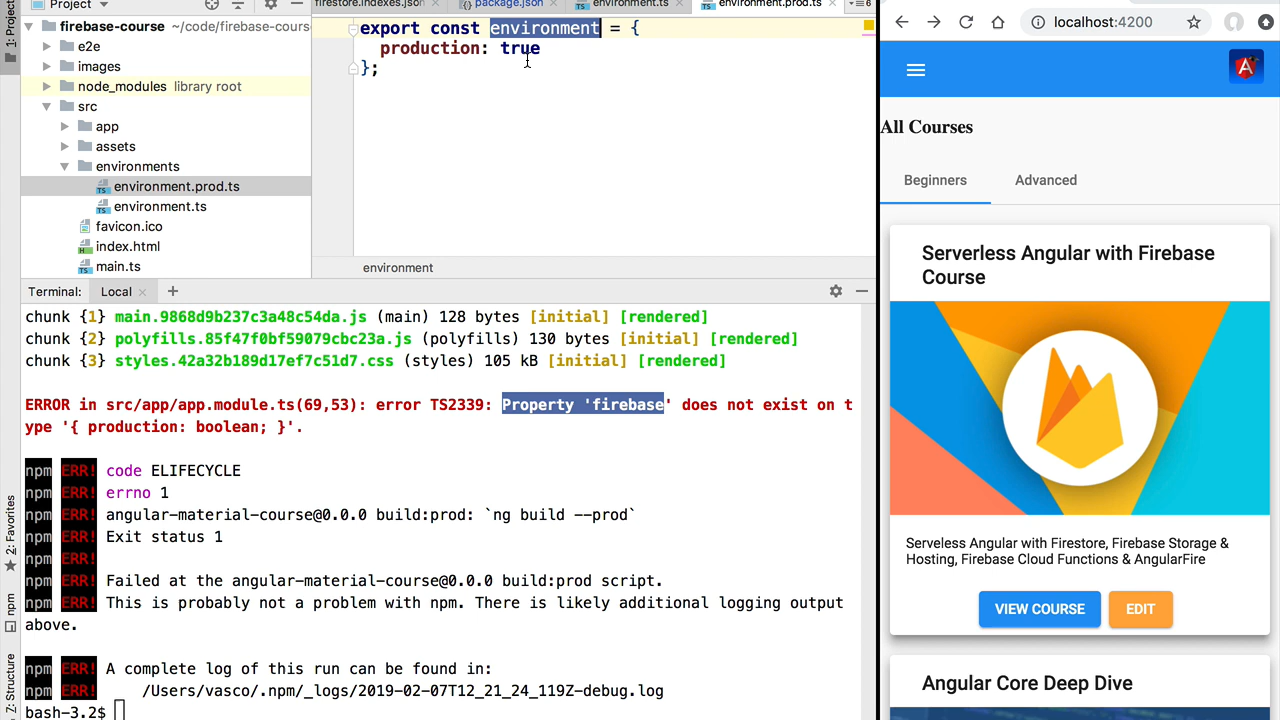 Project
firestore.indexes.json
package.json
environment.ts
environment.prod.ts
6
1: Project
firebase-course ~/code/firebase-cours
e2e
images
node_modules library root
src
app
assets
environments
environment.prod.ts
environment.ts
favicon.ico
index.html
main.ts
export const environment = {
production: true
};
environment
Terminal: Local
chunk {1} main.9868d9b237c3a48c54da.js (main) 128 bytes [initial] [rendered]
chunk {2} polyfills.85f47f0bf59079cbc23a.js (polyfills) 130 bytes [initial] [rendered]
chunk {3} styles.42a32b189d17ef7c51d7.css (styles) 105 kB [initial] [rendered]
ERROR in src/app/app.module.ts(69,53): error TS2339: Property 'firebase' does not exist on t
ype '{ production: boolean; }'.
npm ERR! code ELIFECYCLE
npm ERR! errno 1
npm ERR! angular-material-course@0.0.0 build:prod: `ng build --prod`
npm ERR! Exit status 1
npm ERR!
npm ERR! Failed at the angular-material-course@0.0.0 build:prod script.
npm ERR! This is probably not a problem with npm. There is likely additional logging output
above.
npm ERR! A complete log of this run can be found in:
npm ERR! /Users/vasco/.npm/_logs/2019-02-07T12_21_24_119Z-debug.log
bash-3.2$
2: Favorites
npm
Z: Structure
localhost:4200
All Courses
Beginners
Advanced
Serverless Angular with Firebase
Course
Serveless Angular with Firestore, Firebase Storage &
Hosting, Firebase Cloud Functions & AngularFire
VIEW COURSE
EDIT
Angular Core Deep Dive